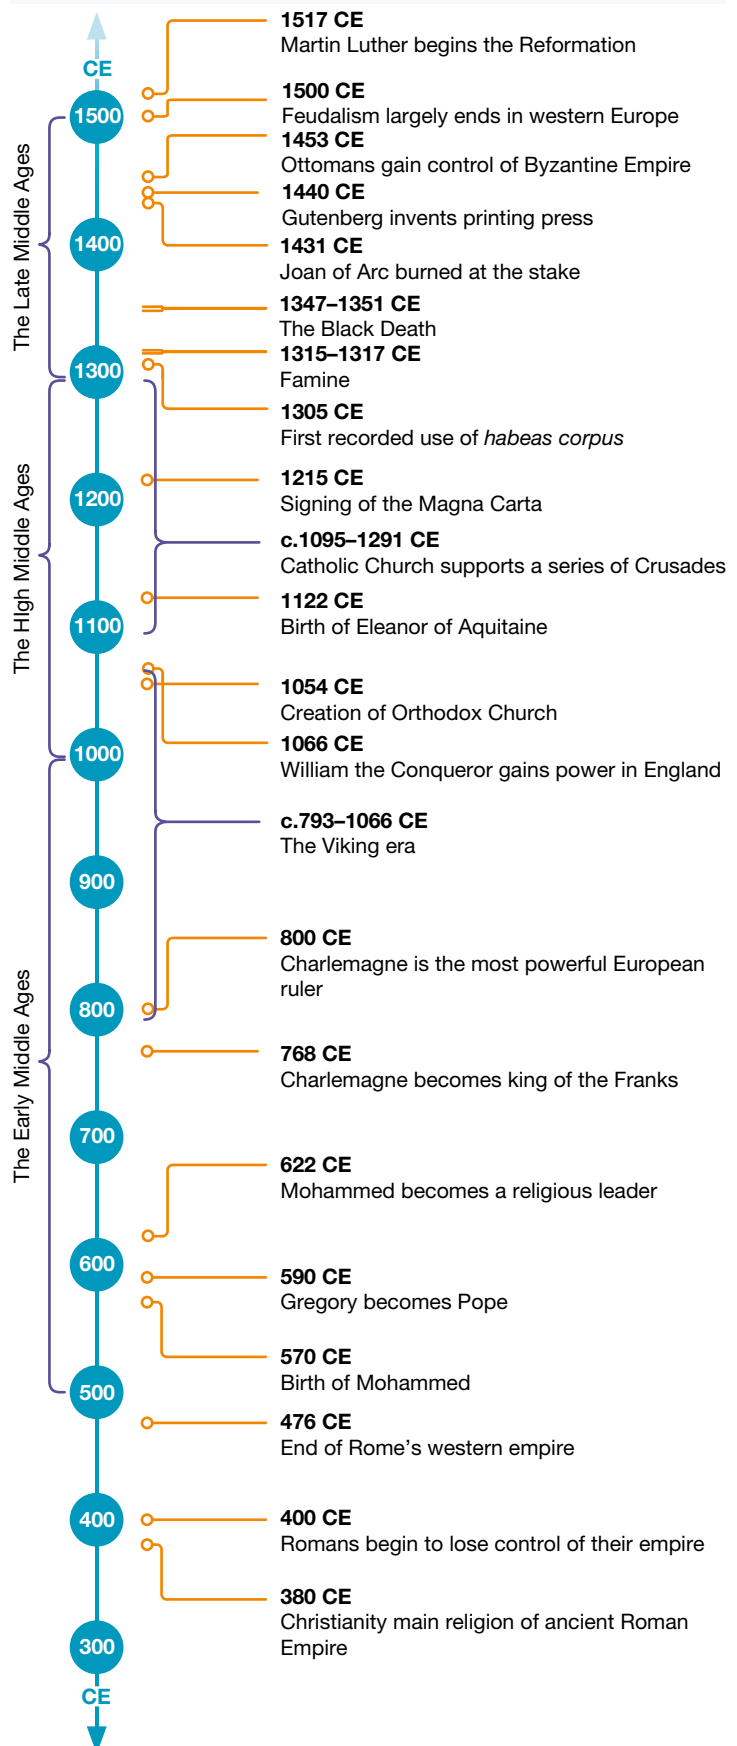 1517 CE
Martin Luther begins the Reformation
CE
1500 CE
1500
Feudalism largely ends in western Europe
1453 CE
Ottomans gain control of Byzantine Empire
1440 CE
Gutenberg invents printing press
The Late Middle Ages
1400
1431 CE
Joan of Arc burned at the stake
1347–1351 CE
The Black Death
1315–1317 CE
1300
Famine
1305 CE
First recorded use of habeas corpus
1215 CE
1200
Signing of the Magna Carta
c.1095–1291 CE
Catholic Church supports a series of Crusades
The HIgh Middle Ages
1122 CE
1100
Birth of Eleanor of Aquitaine
1054 CE
Creation of Orthodox Church
1066 CE
1000
William the Conqueror gains power in England
c.793–1066 CE
The Viking era
900
800 CE
Charlemagne is the most powerful European
ruler
800
768 CE
Charlemagne becomes king of the Franks
The Early Middle Ages
700
622 CE
Mohammed becomes a religious leader
600
590 CE
Gregory becomes Pope
570 CE
Birth of Mohammed
500
476 CE
End of Rome’s western empire
400
400 CE
Romans begin to lose control of their empire
380 CE
Christianity main religion of ancient Roman
Empire
300
CE